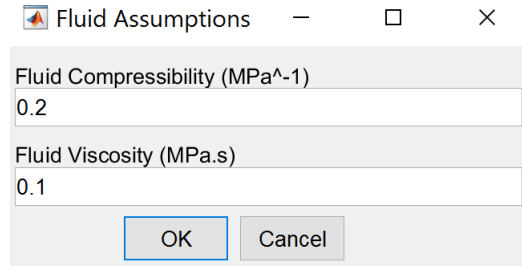 Fluid Assumptions
Fluid Compressibility (MPa^-1)
0.2
Fluid Viscosity (MPa.s)
0.1
OK Cancel